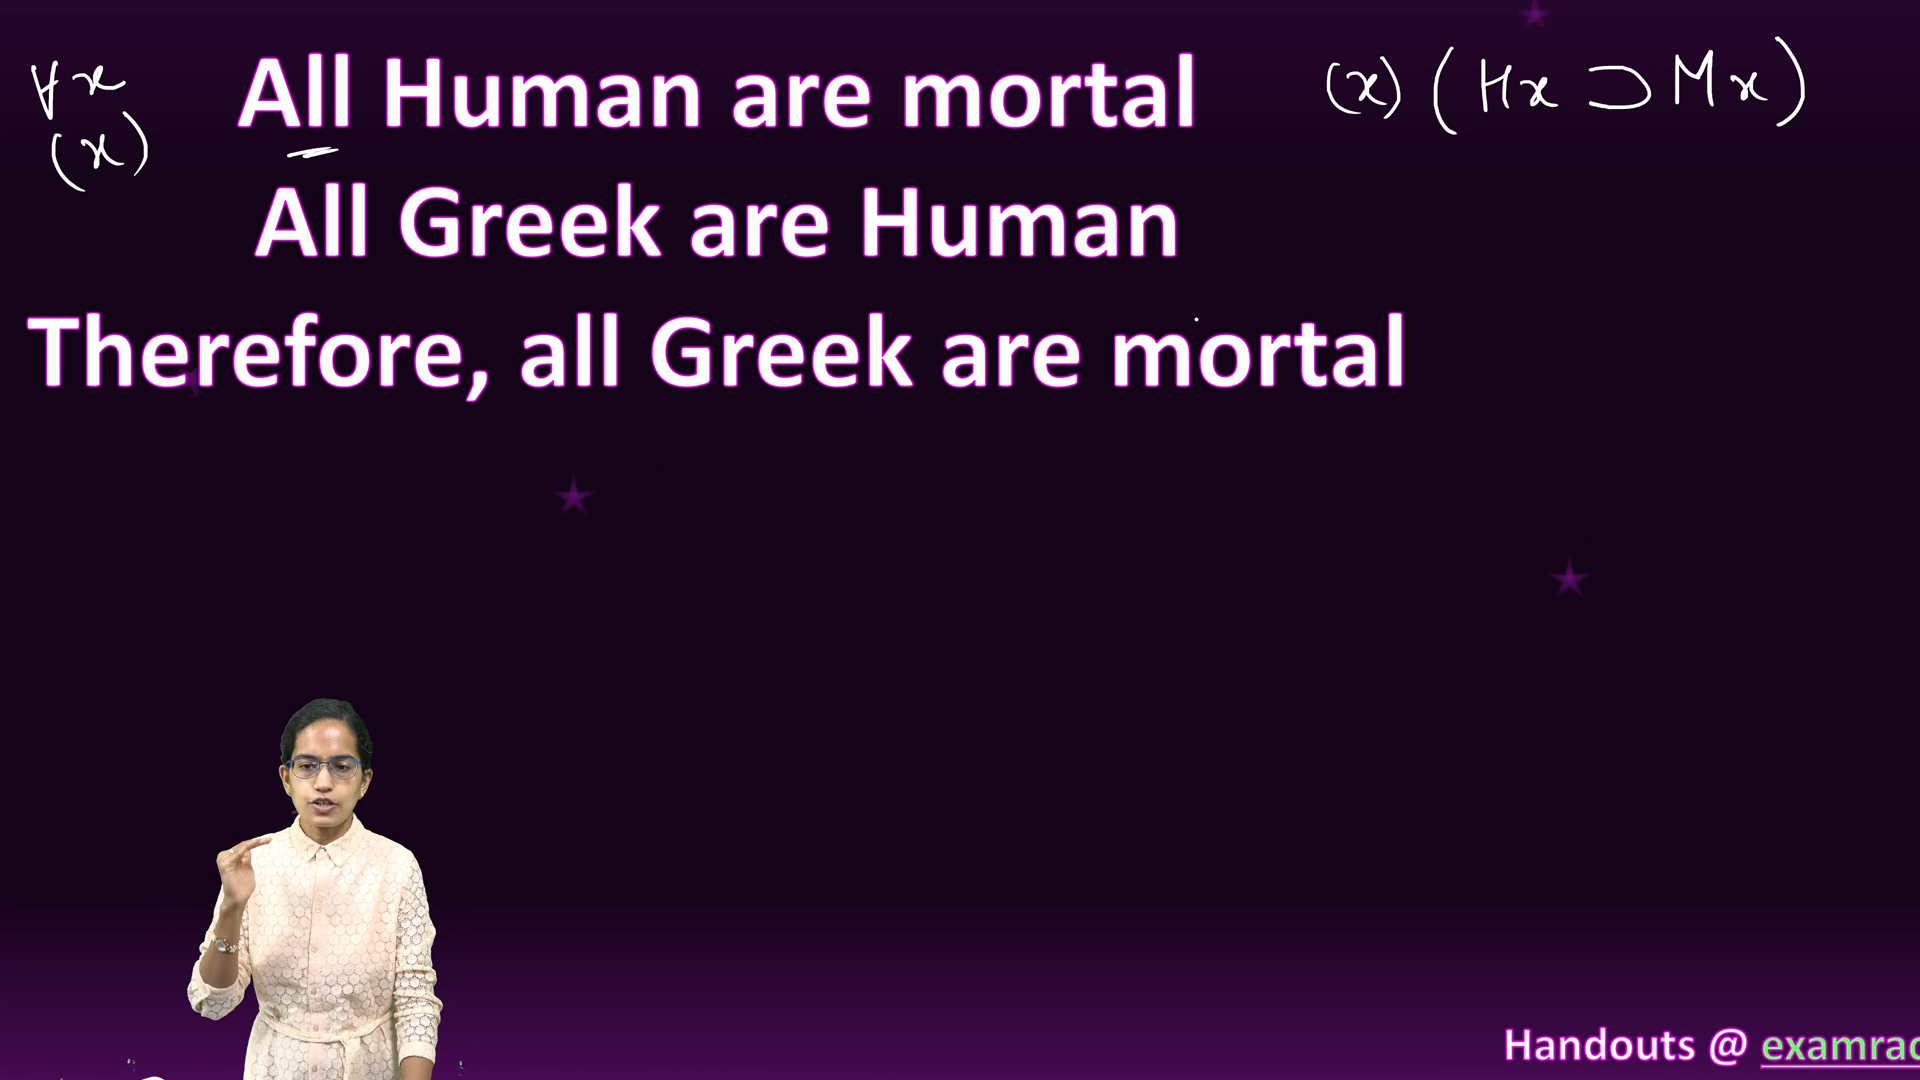 ∀x All Human are mortal (x) (Hx ⊃ Mx)
(x)
All Greek are Human
Therefore, all Greek are mortal
Handouts @ examrac